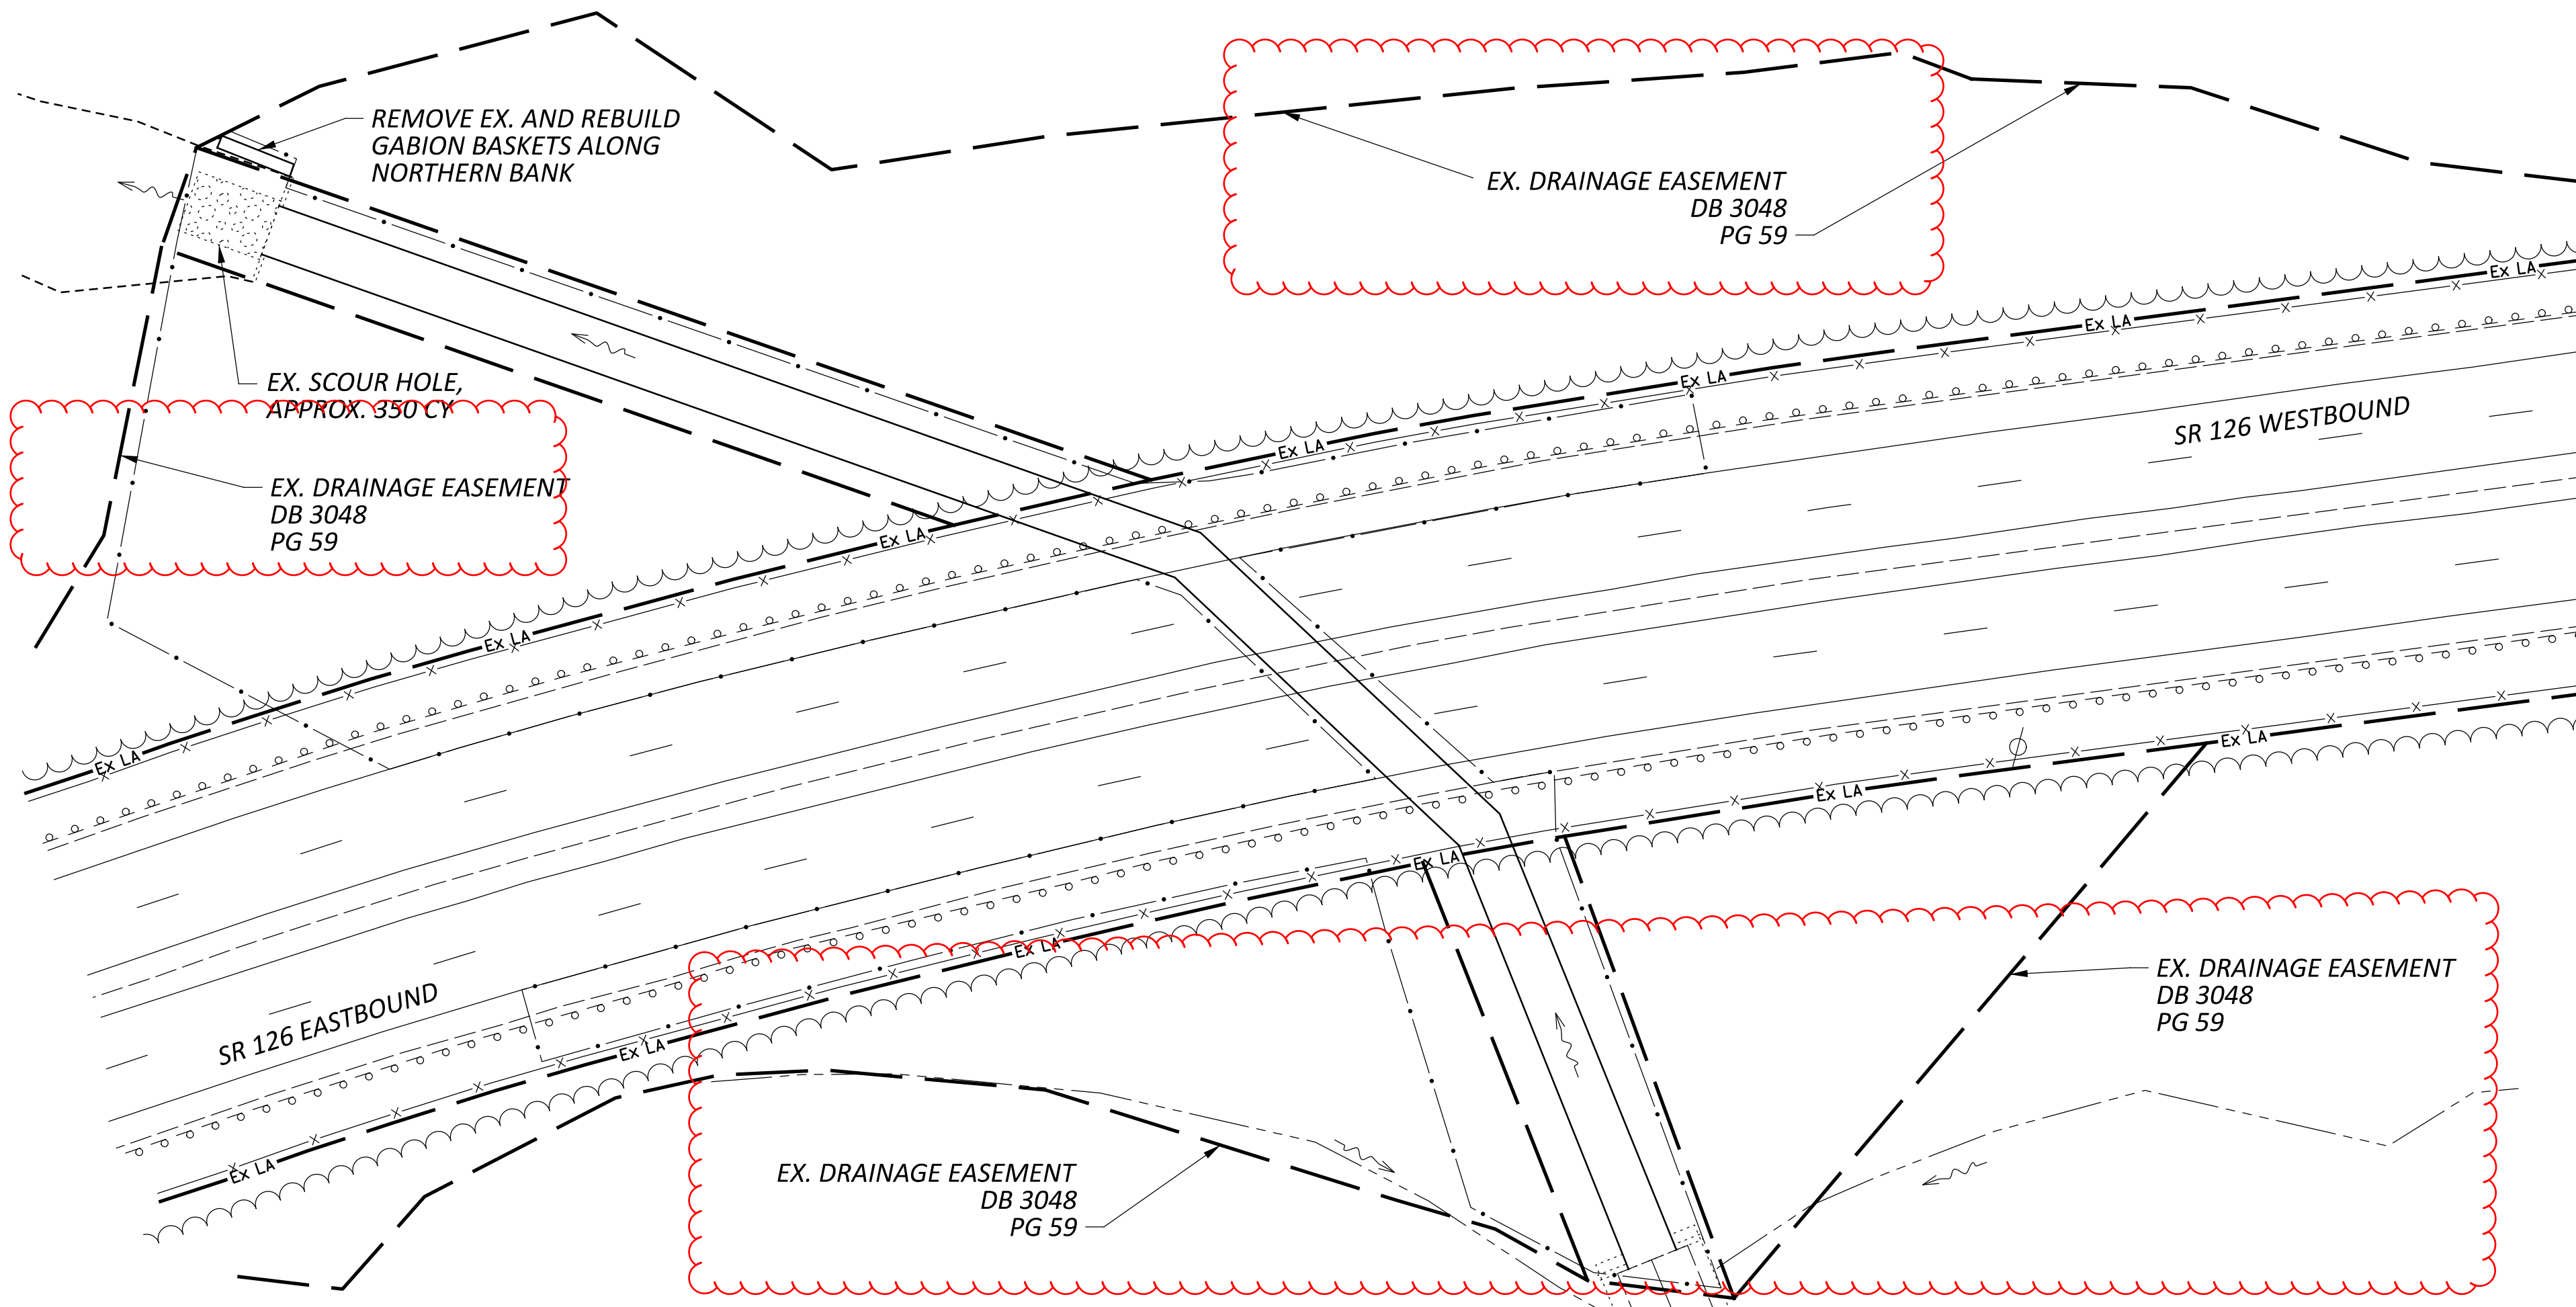 REMOVE EX. AND REBUILD
GABION BASKETS ALONG
NORTHERN BANK
EX. DRAINAGE EASEMENT
DB 3048
PG 59
Ex LA
Ex LA
Ex LA
Ex LA
Ex LA
Ex LA
Ex LA
SR 126 WESTBOUND
EX. SCOUR HOLE,
APPROX. 350 CY
EX. DRAINAGE EASEMENT
DB 3048
PG 59
SR 126 EASTBOUND
Ex LA
Ex LA
Ex LA
Ex LA
Ex LA
Ex LA
EX. DRAINAGE EASEMENT
DB 3048
PG 59
EX. DRAINAGE EASEMENT
DB 3048
PG 59